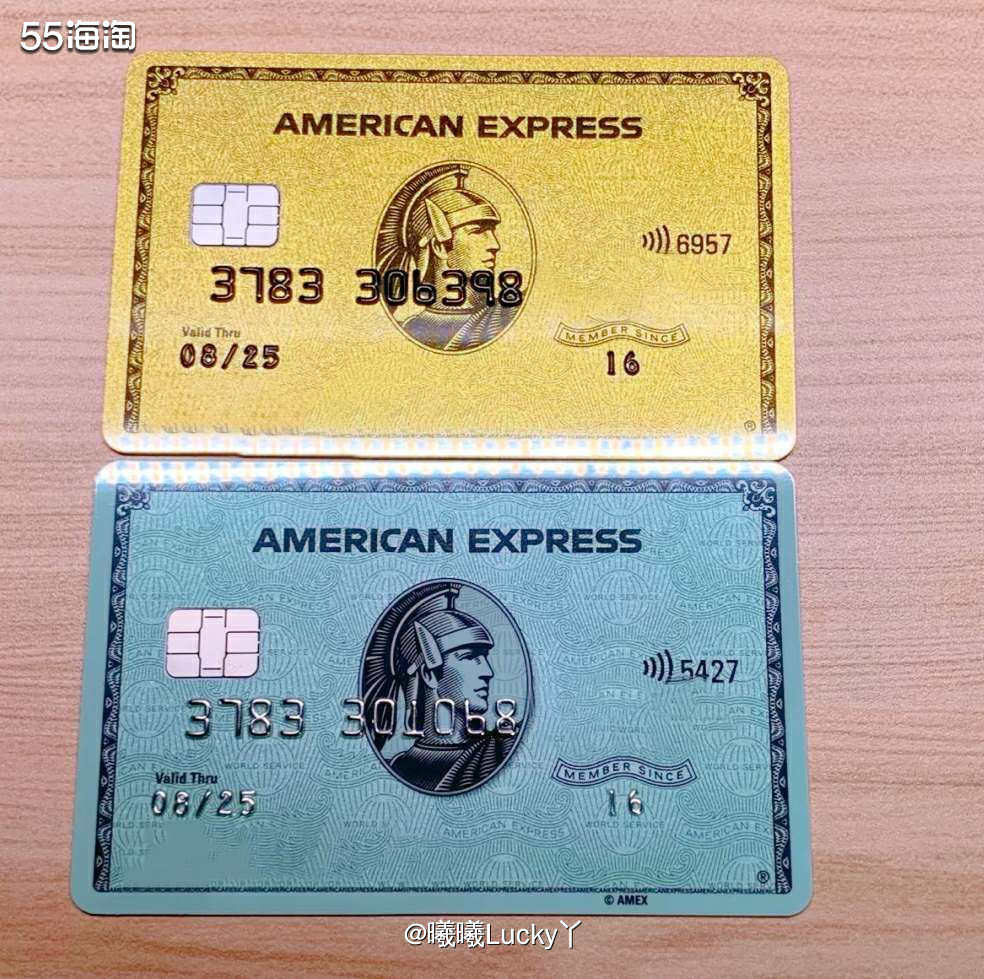 55海淘
AMERICAN EXPRESS
6957
3783 306398
Valid Thru
MEMBER SINCE
08/25
16
®
AMERICAN EXPRESS
5427
3783 301068
Valid Thru
MEMBER SINCE
08/25
16
®
© AMEX
@曦曦Lucky丫